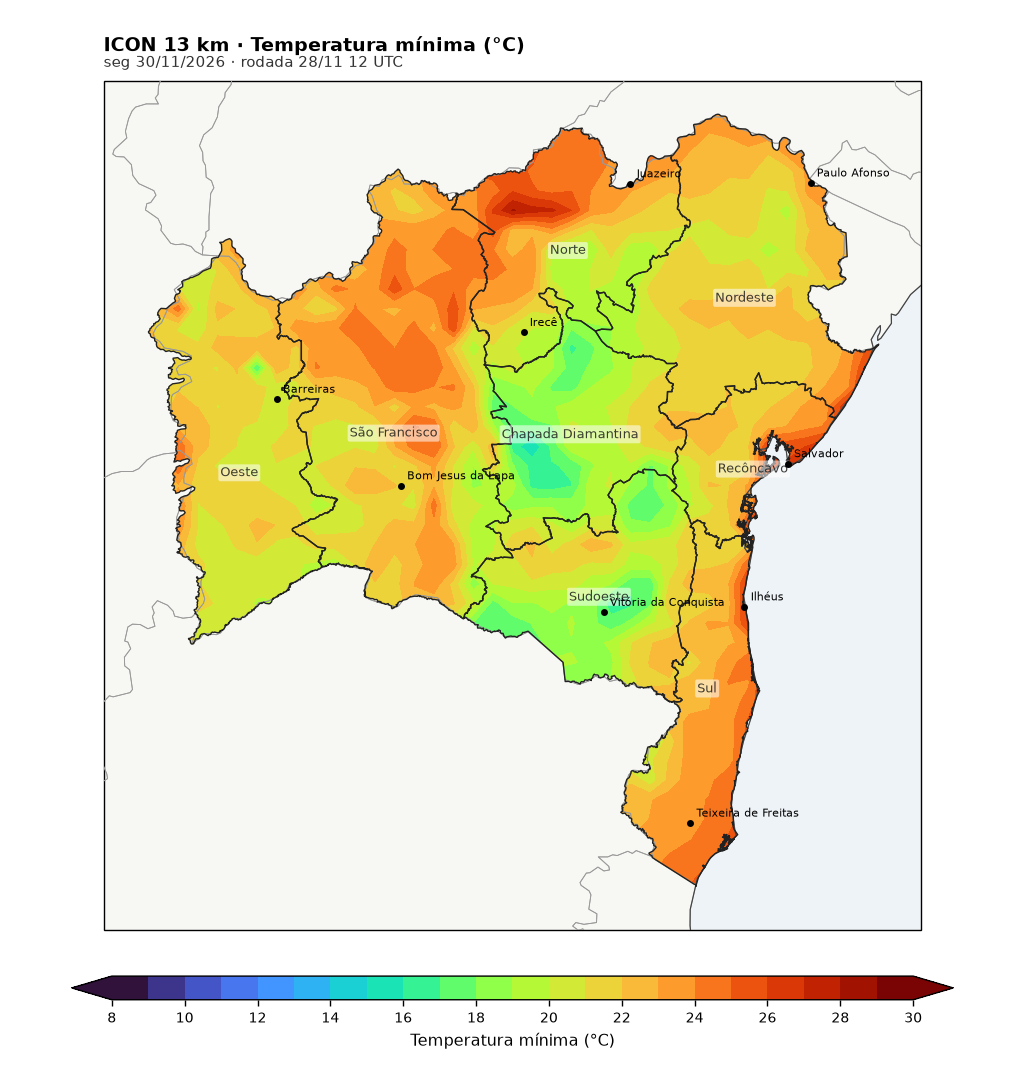 ICON 13 km · Temperatura mínima (°C)
seg 30/11/2026 · rodada 28/11 12 UTC
Juazeiro
Paulo Afonso
Norte
Nordeste
Irecê
Barreiras
São Francisco
Chapada Diamantina
Salvador
Recôncavo
Oeste
Bom Jesus da Lapa
Sudoeste
Vitória da Conquista
Ilhéus
Sul
Teixeira de Freitas
8 10 12 14 16 18 20 22 24 26 28 30
Temperatura mínima (°C)